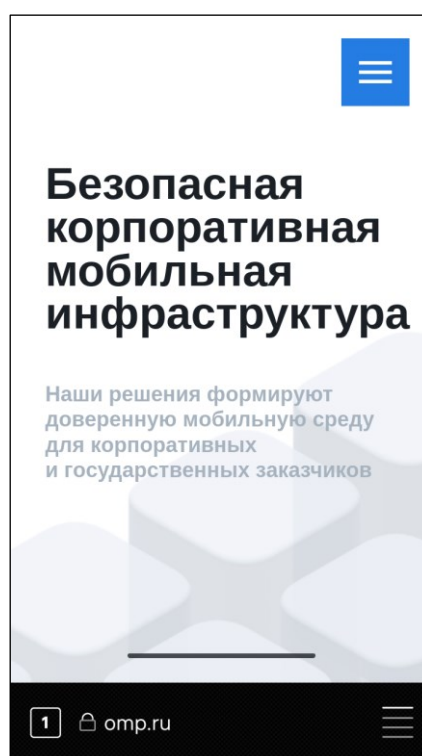 Безопасная
корпоративная
мобильная
инфраструктура
Наши решения формируют
доверенную мобильную среду
для корпоративных
и государственных заказчиков
1 omp.ru